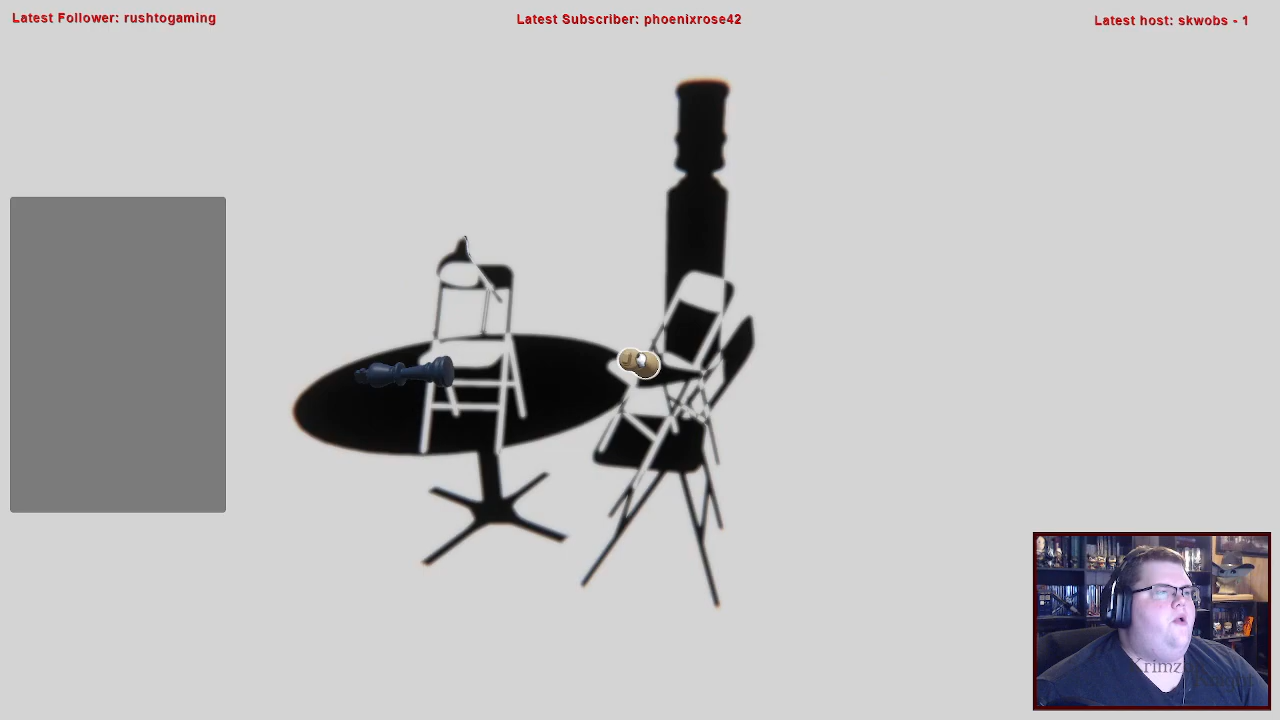 Latest Follower: rushtogaming
Latest Subscriber: phoenixrose42
Latest host: skwobs - 1